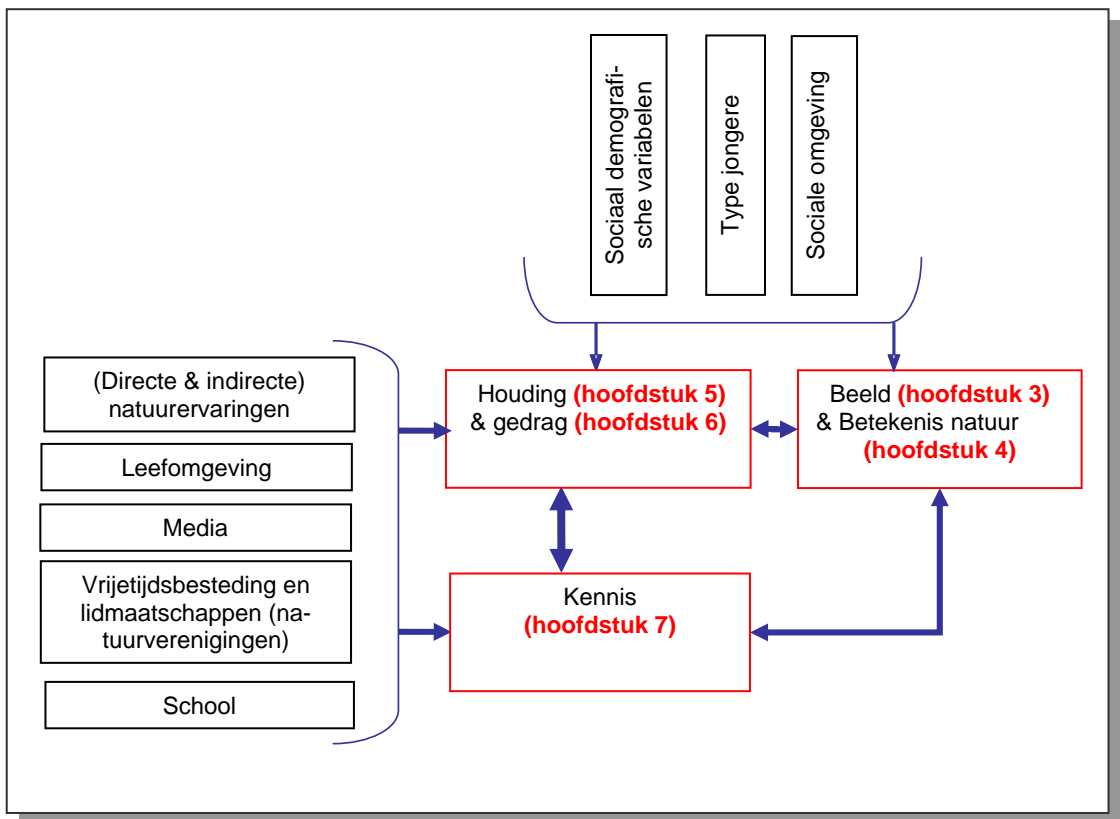 Sociaal demografi-
sche variabelen
Type jongere
Sociale omgeving
(Directe & indirecte)
natuurervaringen
Leefomgeving
Media
Vrijetijdsbesteding en
lidmaatschappen (na-
tuurverenigingen)
School
Houding (hoofdstuk 5)
& gedrag (hoofdstuk 6)
Beeld (hoofdstuk 3)
& Betekenis natuur
(hoofdstuk 4)
Kennis
(hoofdstuk 7)